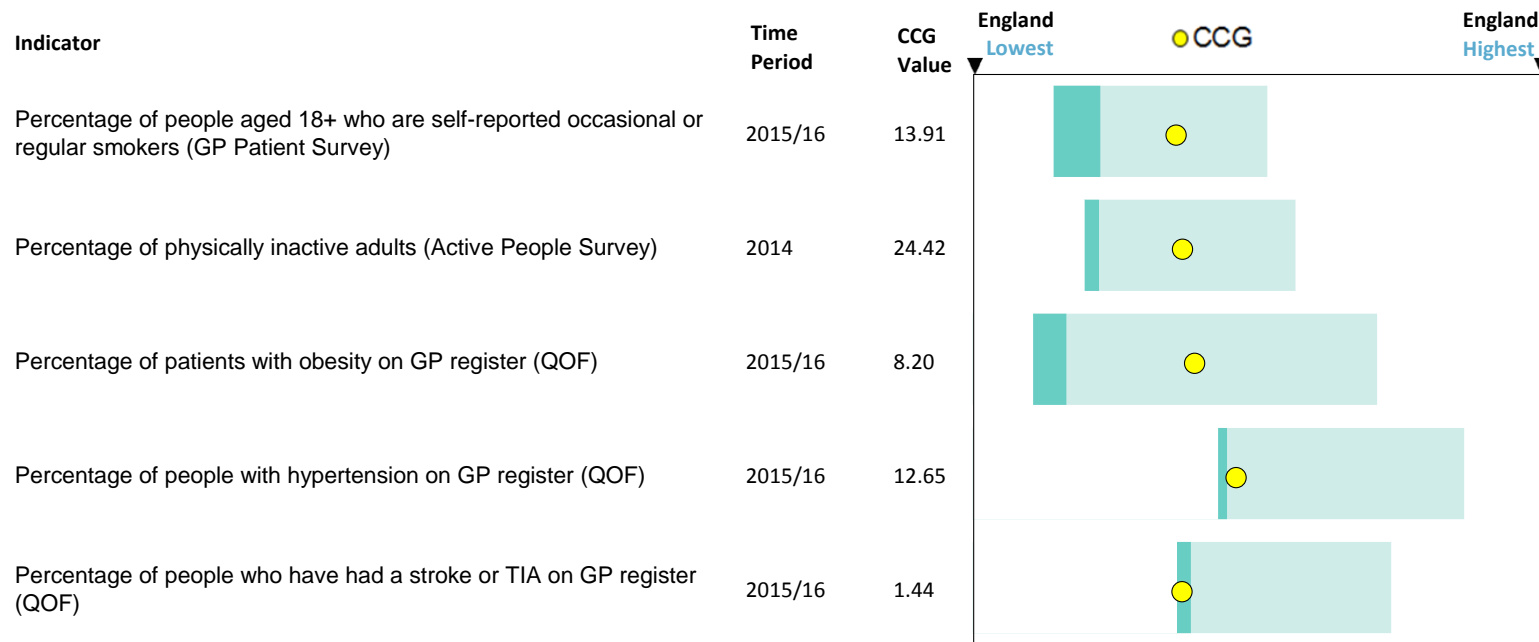 Indicator
Time
Period
CCG
Value
England
Lowest
CCG
England
Highest
Percentage of people aged 18+ who are self-reported occasional or
regular smokers (GP Patient Survey)
2015/16
13.91
Percentage of physically inactive adults (Active People Survey)
2014
24.42
Percentage of patients with obesity on GP register (QOF)
2015/16
8.20
Percentage of people with hypertension on GP register (QOF)
2015/16
12.65
Percentage of people who have had a stroke or TIA on GP register
(QOF)
2015/16
1.44